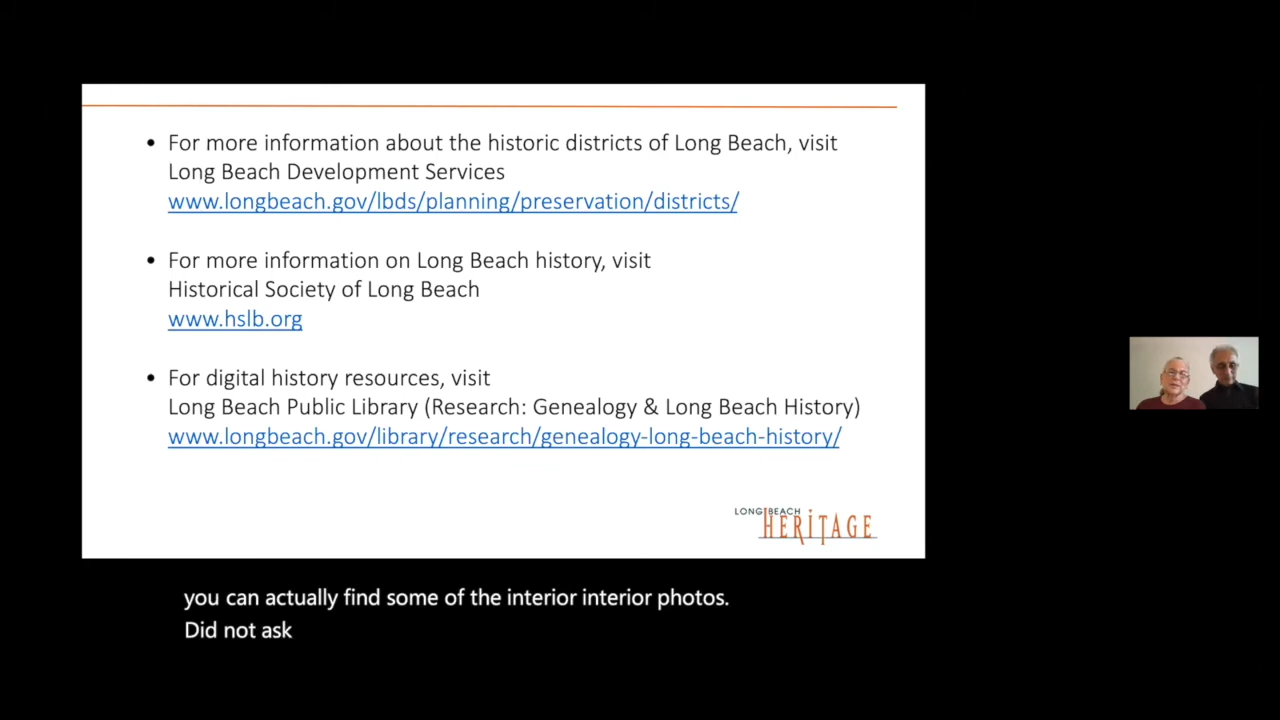 • For more information about the historic districts of Long Beach, visit
Long Beach Development Services
www.longbeach.gov/lbds/planning/preservation/districts/
• For more information on Long Beach history, visit
Historical Society of Long Beach
www.hslb.org
• For digital history resources, visit
Long Beach Public Library (Research: Genealogy & Long Beach History)
www.longbeach.gov/library/research/genealogy-long-beach-history/
LONG BEACH
HERiTAGE
you can actually find some of the interior interior photos.
Did not ask